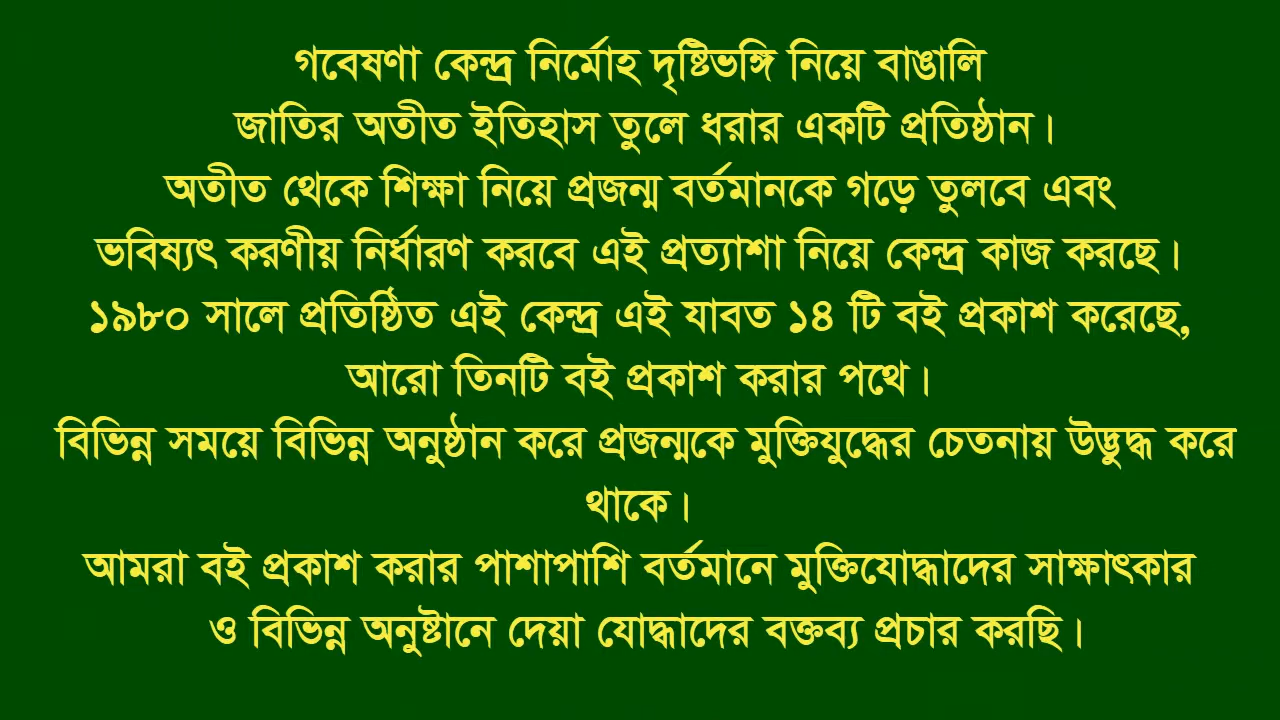 গবেষণা কেন্দ্র নির্মোহ দৃষ্টিভঙ্গি নিয়ে বাঙালি
জাতির অতীত ইতিহাস তুলে ধরার একটি প্রতিষ্ঠান।
অতীত থেকে শিক্ষা নিয়ে প্রজন্ম বর্তমানকে গড়ে তুলবে এবং
ভবিষ্যৎ করণীয় নির্ধারণ করবে এই প্রত্যাশা নিয়ে কেন্দ্র কাজ করছে।
১৯৮০ সালে প্রতিষ্ঠিত এই কেন্দ্র এই যাবত ১৪ টি বই প্রকাশ করেছে,
আরো তিনটি বই প্রকাশ করার পথে।
বিভিন্ন সময়ে বিভিন্ন অনুষ্ঠান করে প্রজন্মকে মুক্তিযুদ্ধের চেতনায় উদ্ভুদ্ধ করে
থাকে।
আমরা বই প্রকাশ করার পাশাপাশি বর্তমানে মুক্তিযোদ্ধাদের সাক্ষাৎকার
ও বিভিন্ন অনুষ্টানে দেয়া যোদ্ধাদের বক্তব্য প্রচার করছি।